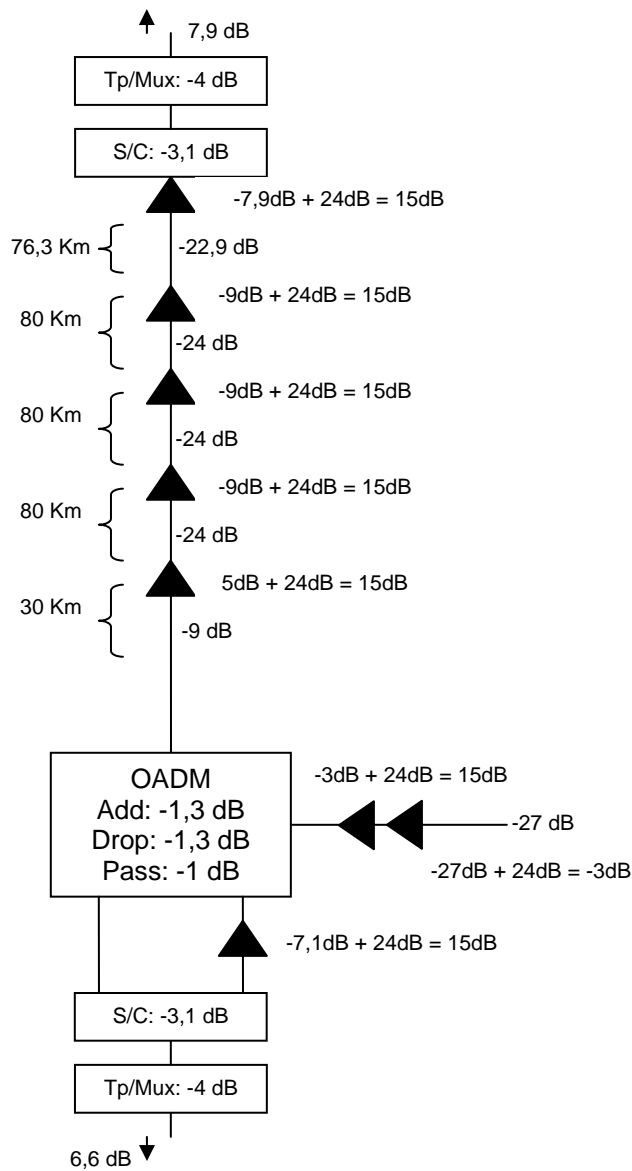 7,9 dB
Tp/Mux: -4 dB
S/C: -3,1 dB
-7,9dB + 24dB = 15dB
76,3 Km
-22,9 dB
-9dB + 24dB = 15dB
80 Km
-24 dB
-9dB + 24dB = 15dB
80 Km
-24 dB
-9dB + 24dB = 15dB
80 Km
-24 dB
5dB + 24dB = 15dB
30 Km
-9 dB
OADM
Add: -1,3 dB
Drop: -1,3 dB
Pass: -1 dB
-3dB + 24dB = 15dB
-27 dB
-27dB + 24dB = -3dB
-7,1dB + 24dB = 15dB
S/C: -3,1 dB
Tp/Mux: -4 dB
6,6 dB